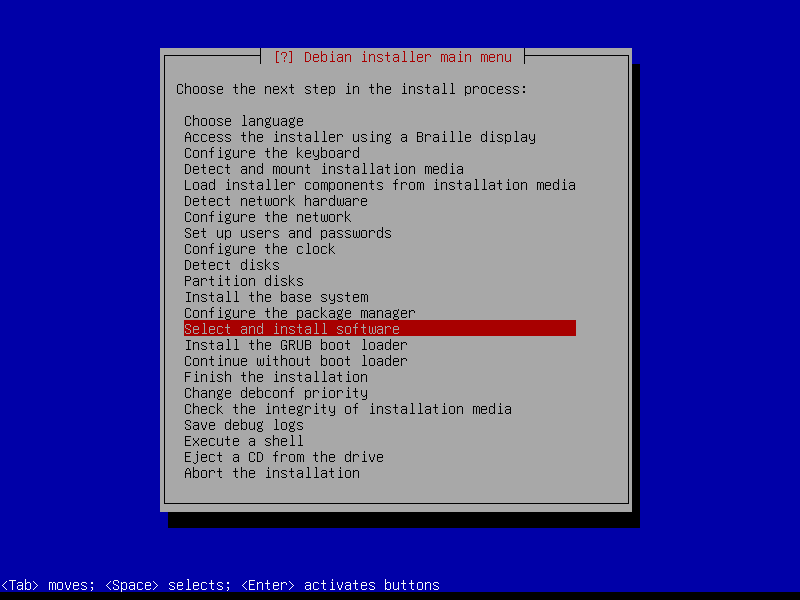 [?] Debian installer main menu
Choose the next step in the install process:
Choose language
Access the installer using a Braille display
Configure the keyboard
Detect and mount installation media
Load installer components from installation media
Detect network hardware
Configure the network
Set up users and passwords
Configure the clock
Detect disks
Partition disks
Install the base system
Configure the package manager
Select and install software
Install the GRUB boot loader
Continue without boot loader
Finish the installation
Change debconf priority
Check the integrity of installation media
Save debug logs
Execute a shell
Eject a CD from the drive
Abort the installation
<Tab> moves; <Space> selects; <Enter> activates buttons